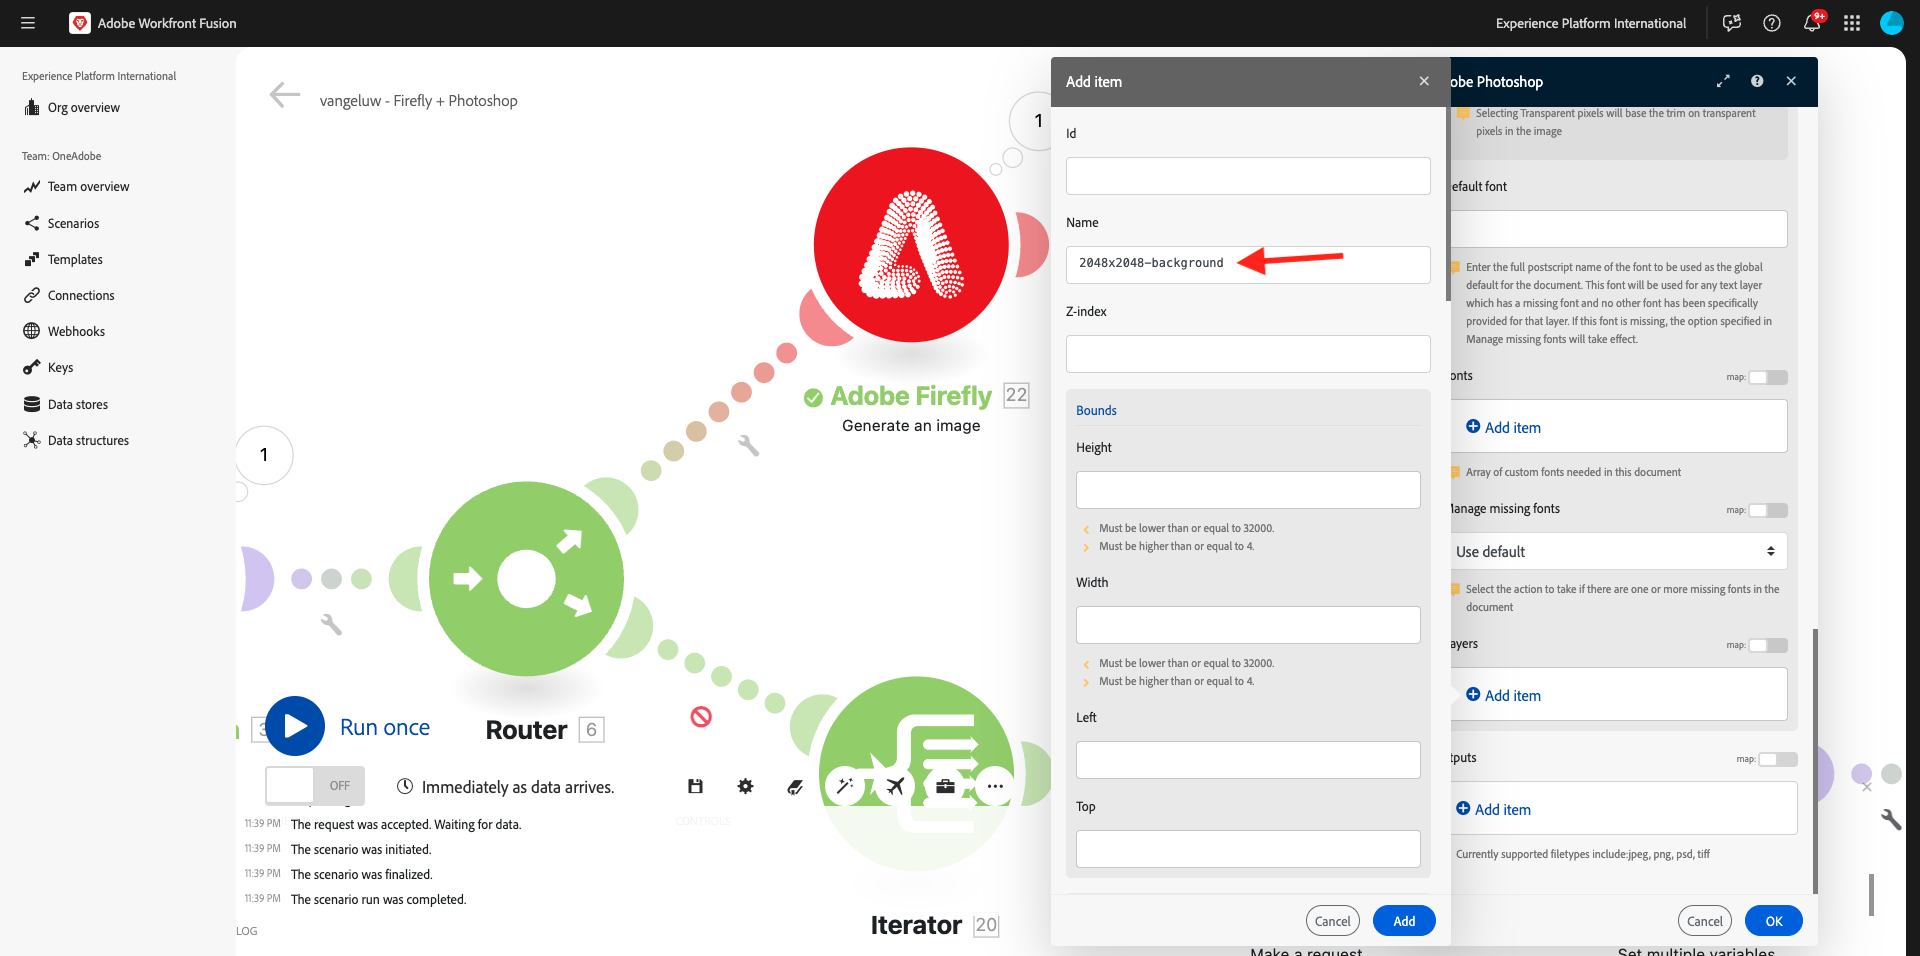 Adobe Workfront Fusion
Experience Platform International
9+
Experience Platform International
Org overview
Team: OneAdobe
Team overview
Scenarios
Templates
Connections
Webhooks
Keys
Data stores
Data structures
vangeluw - Firefly + Photoshop
1
1
Adobe Firefly 22
Generate an image
Router 6
Iterator 20
Run once
OFF
Immediately as data arrives.
CONTROLS
11:39 PM The request was accepted. Waiting for data.
11:39 PM The scenario was initiated.
11:39 PM The scenario was finalized.
11:39 PM The scenario run was completed.
LOG
Make a request
Set multiple variables
Add item
Id
Name
2048x2048-background
Z-index
Bounds
Height
Must be lower than or equal to 32000.
Must be higher than or equal to 4.
Width
Must be lower than or equal to 32000.
Must be higher than or equal to 4.
Left
Top
Cancel
Add
obe Photoshop
Selecting Transparent pixels will base the trim on transparent
pixels in the image
efault font
Enter the full postscript name of the font to be used as the global
default for the document. This font will be used for any text layer
which has a missing font and no other font has been specifically
provided for that layer. If this font is missing, the option specified in
Manage missing fonts will take effect.
onts
map:
Add item
Array of custom fonts needed in this document
anage missing fonts
map:
Use default
Select the action to take if there are one or more missing fonts in the
document
ayers
map:
Add item
tputs
map:
Add item
Currently supported filetypes include:jpeg, png, psd, tiff
Cancel
OK